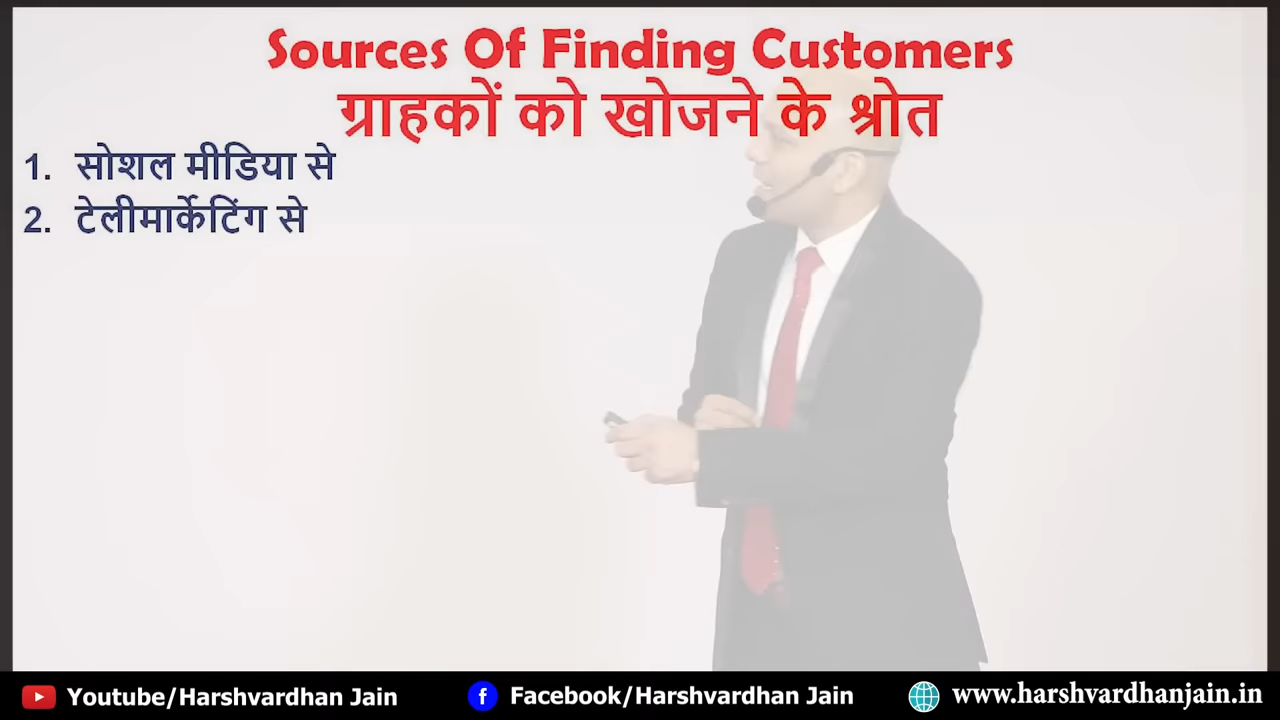 Sources Of Finding Customers
ग्राहकों को खोजने के श्रोत
1. सोशल मीडिया से
2. टेलीमार्केटिंग से
Youtube/Harshvardhan Jain
Facebook/Harshvardhan Jain
www.harshvardhanjain.in